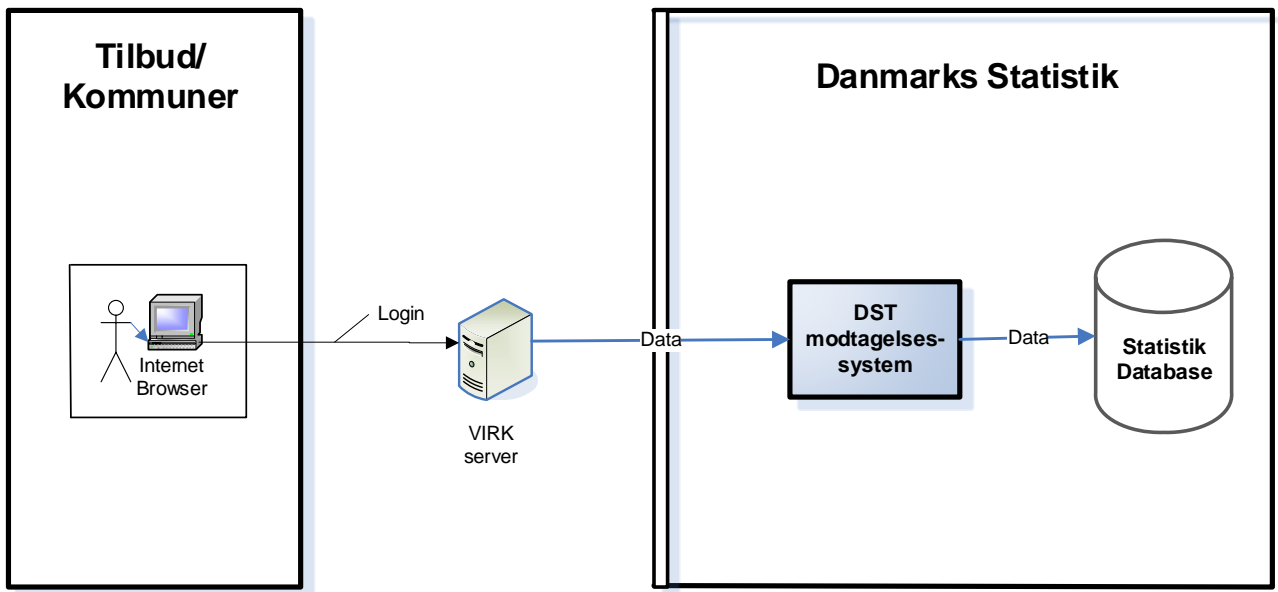 Tilbud/
Kommuner
Danmarks Statistik
Login
Internet
Browser
VIRK
server
Data
DST
modtagelses-
system
Data
Statistik
Database